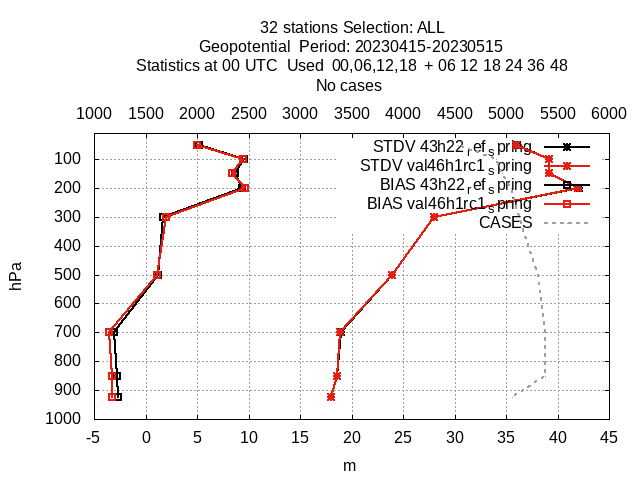 32 stations Selection: ALL
Geopotential Period: 20230415-20230515
Statistics at 00 UTC Used 00,06,12,18 + 06 12 18 24 36 48
No cases
1000 1500 2000 2500 3000 3500 4000 4500 5000 5500 6000
STDV 43h22_ref_spring
STDV val46h1rc1_spring
BIAS 43h22_ref_spring
BIAS val46h1rc1_spring
CASES
100
200
300
400
500
600
700
800
900
1000
hPa
-5 0 5 10 15 20 25 30 35 40 45
m